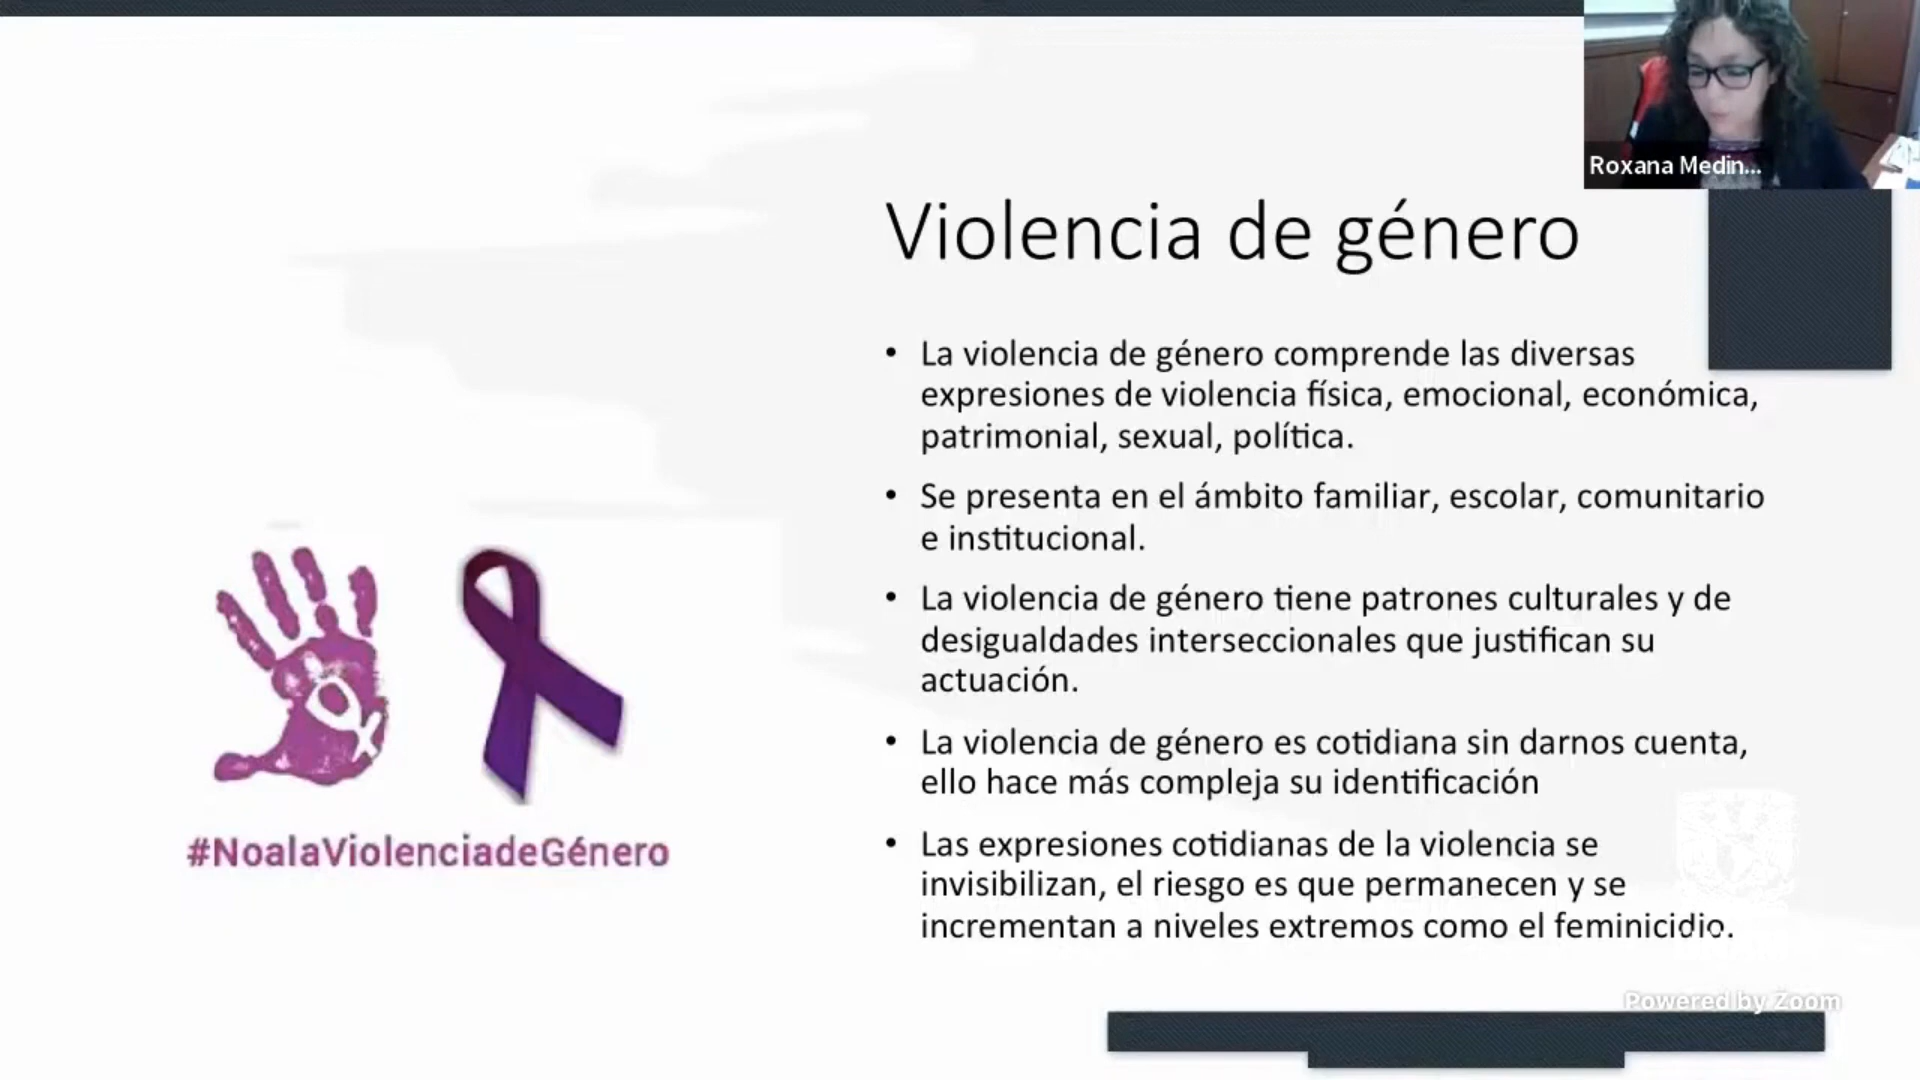 Roxana Medin...
Violencia de género
• La violencia de género comprende las diversas
expresiones de violencia física, emocional, económica,
patrimonial, sexual, política.
• Se presenta en el ámbito familiar, escolar, comunitario
e institucional.
• La violencia de género tiene patrones culturales y de
desigualdades interseccionales que justifican su
actuación.
• La violencia de género es cotidiana sin darnos cuenta,
ello hace más compleja su identificación
• Las expresiones cotidianas de la violencia se
invisibilizan, el riesgo es que permanecen y se
incrementan a niveles extremos como el feminicidio.
#NoalaViolenciadeGénero
Powered by Zoom